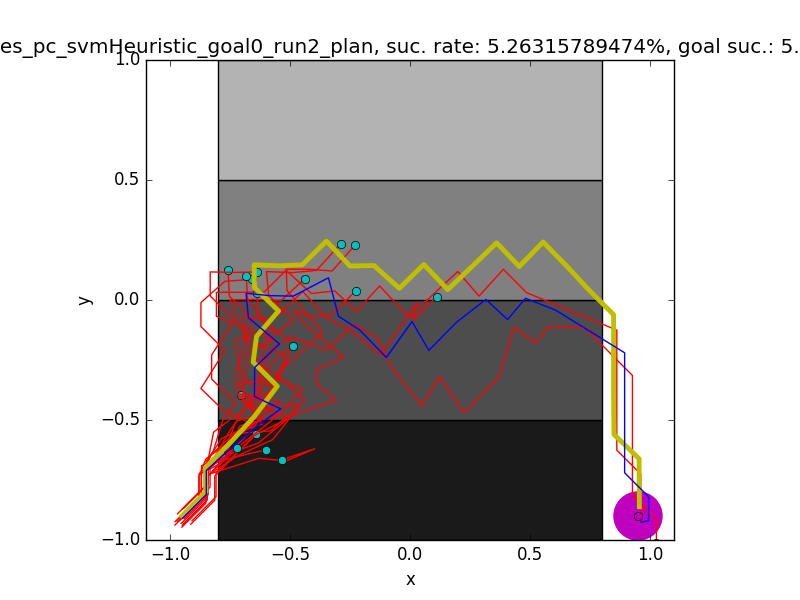 es_pc_svmHeuristic_goal0_run2_plan, suc. rate: 5.26315789474%, goal suc.: 5.
1.0
0.5
0.0
−0.5
−1.0
−1.0 −0.5 0.0 0.5 1.0
y
x